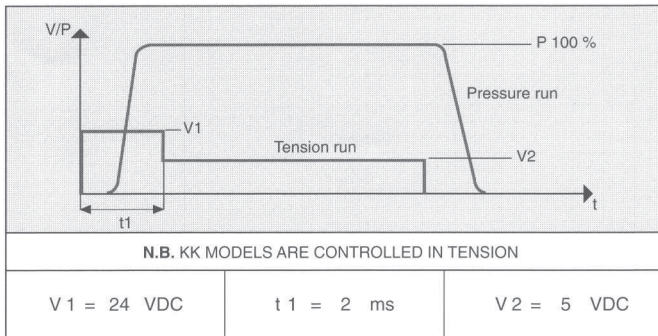 V/P
P 100 %
Pressure run
V1
Tension run
V2
t
t1
N.B. KK MODELS ARE CONTROLLED IN TENSION
V 1 = 24 VDC
t 1 = 2 ms
V 2 = 5 VDC